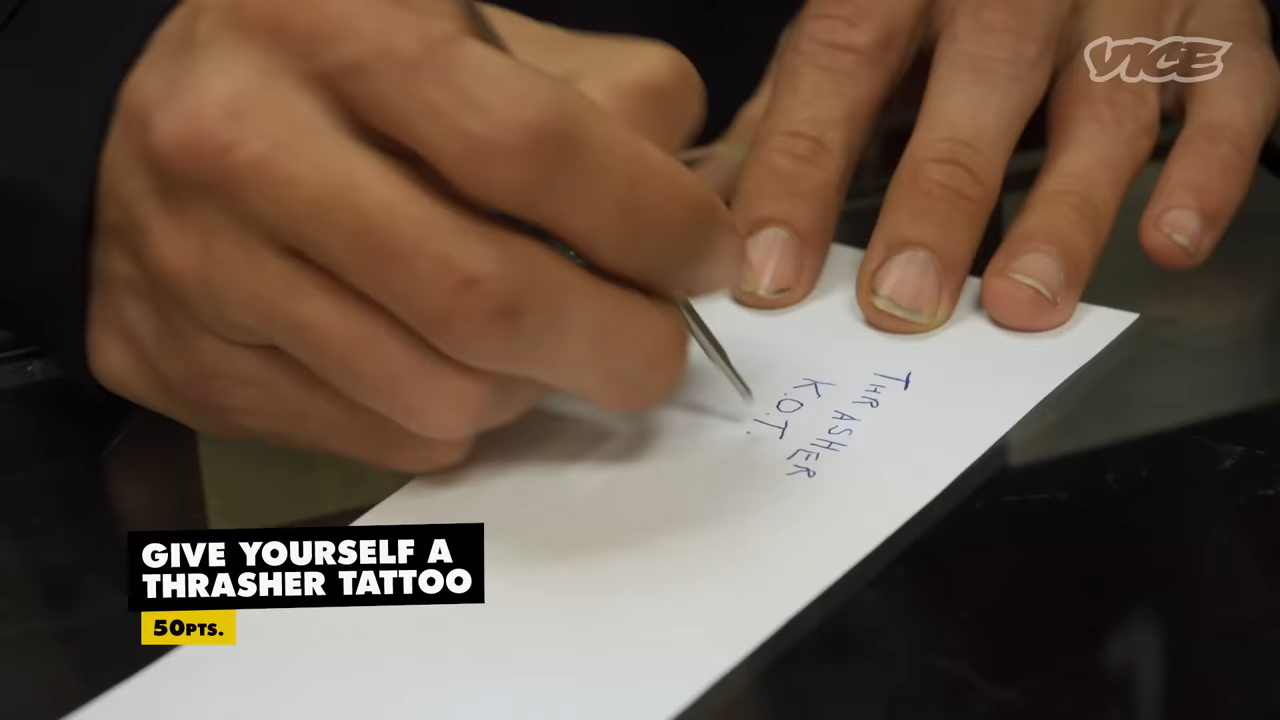 VICE
THRASHER
K.O.T.
GIVE YOURSELF A
THRASHER TATTOO
50PTS.